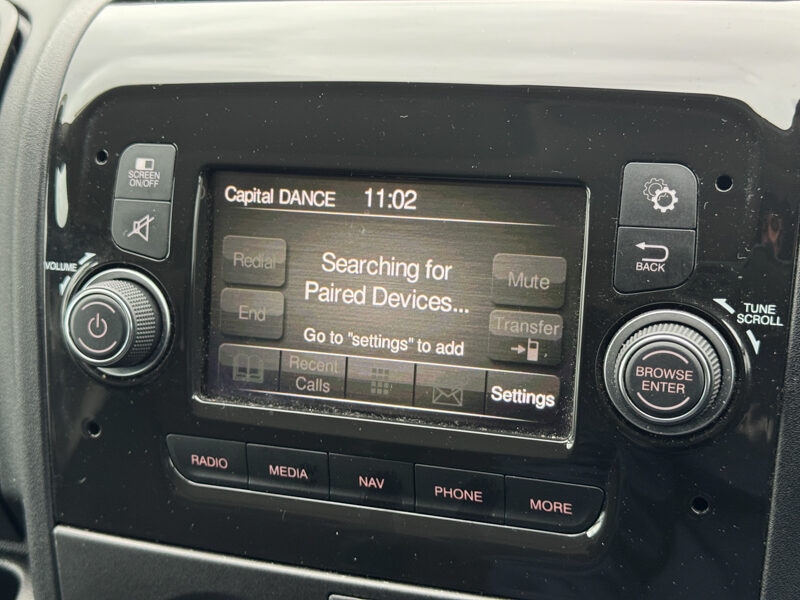 SCREEN
ON/OFF
VOLUME
Capital DANCE 11:02
Redial
End
Searching for
Paired Devices...
Go to "settings" to add
Mute
Transfer
Recent
Calls
Settings
BACK
TUNE
SCROLL
BROWSE
ENTER
RADIO
MEDIA
NAV
PHONE
MORE